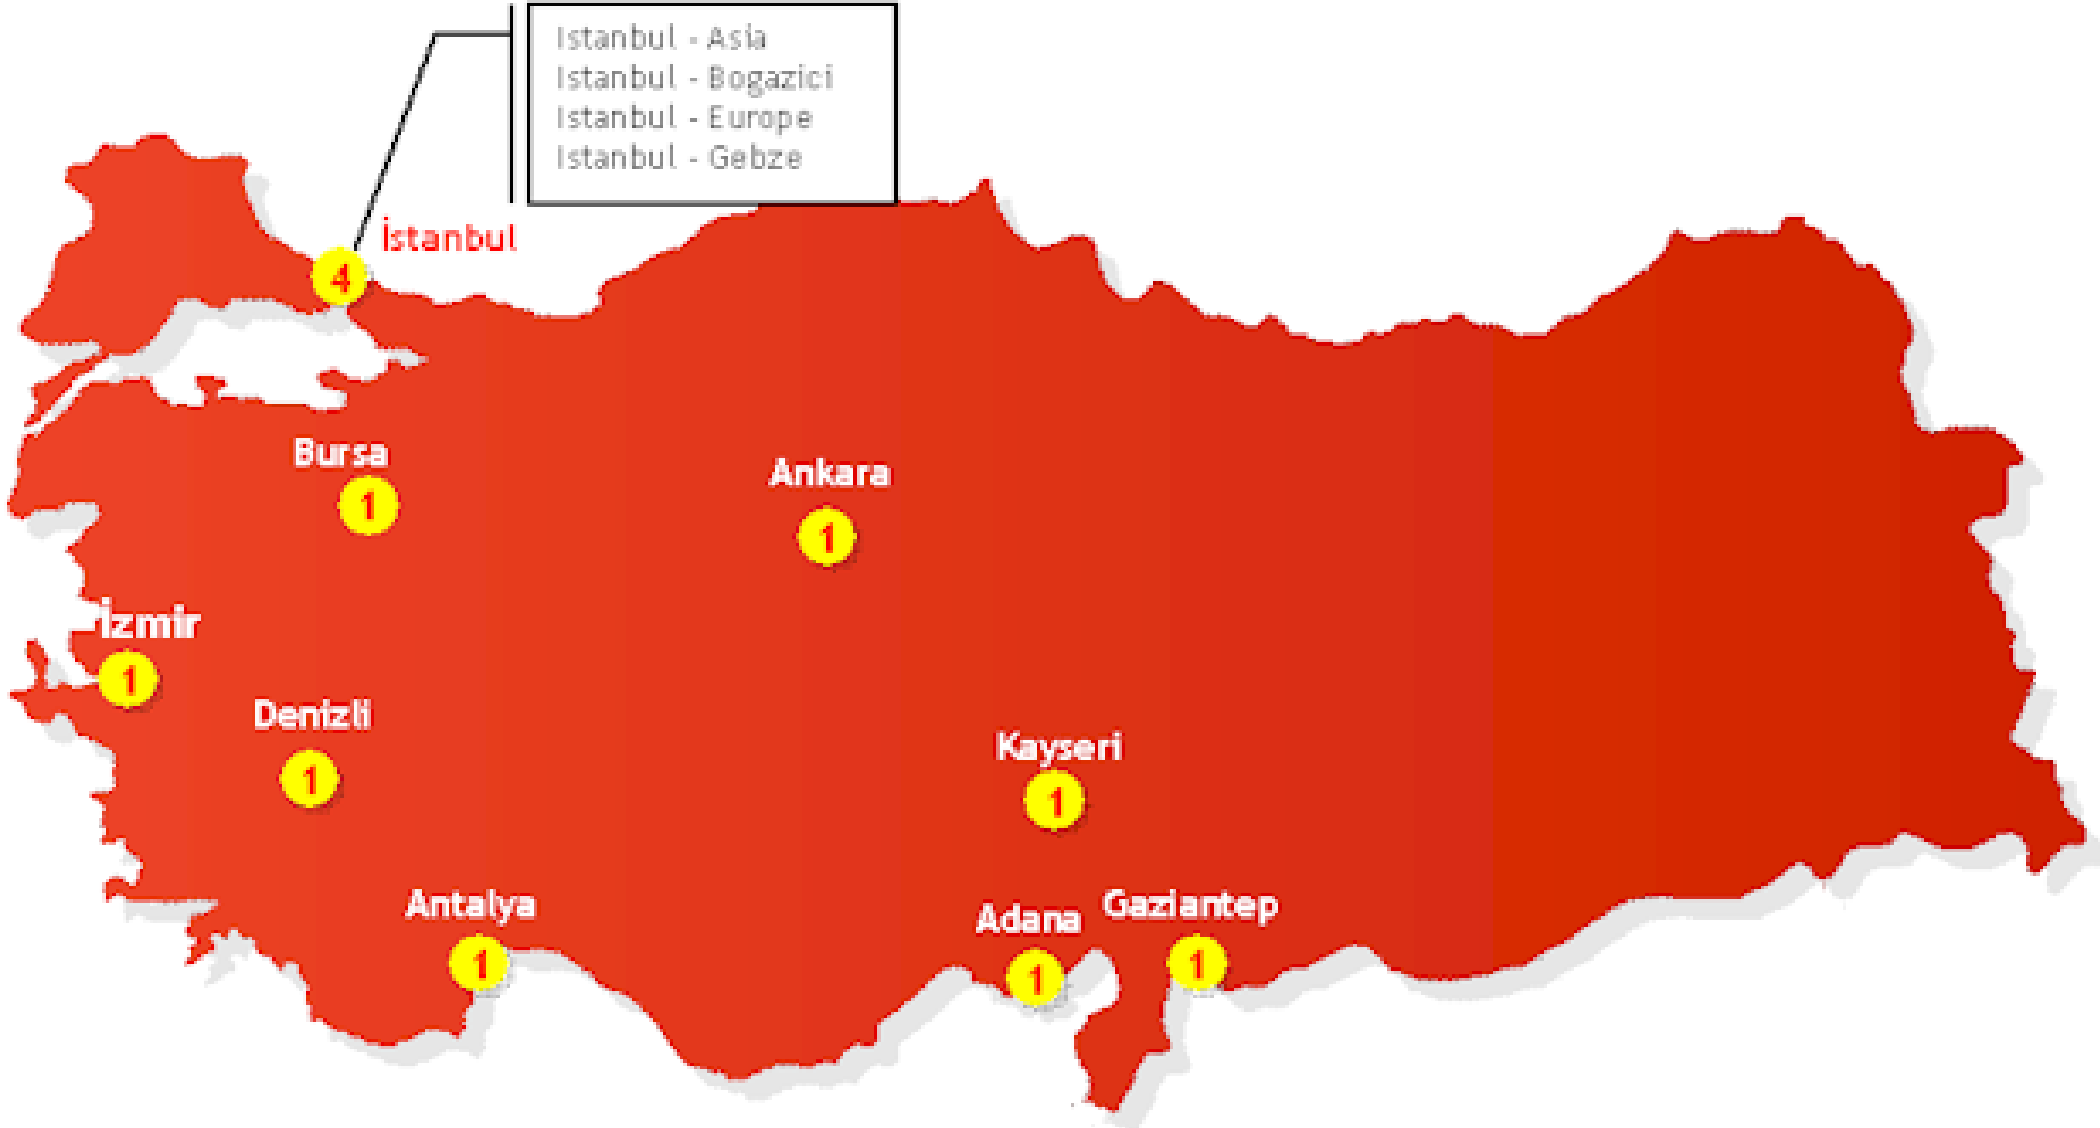 Istanbul - Asia
Istanbul - Bogazici
Istanbul - Europe
Istanbul - Gebze
İstanbul
4
Bursa
1
Ankara
1
İzmir
1
Denizli
1
Kayseri
1
Antalya
1
Adana
1
Gaziantep
1